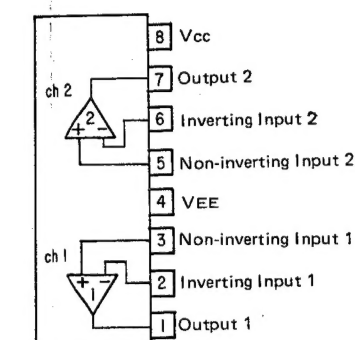 8 Vcc
7 Output 2
ch 2
2
+ −
6 Inverting Input 2
5 Non-inverting Input 2
4 VEE
3 Non-inverting Input 1
ch 1
+ −
1
2 Inverting Input 1
1 Output 1